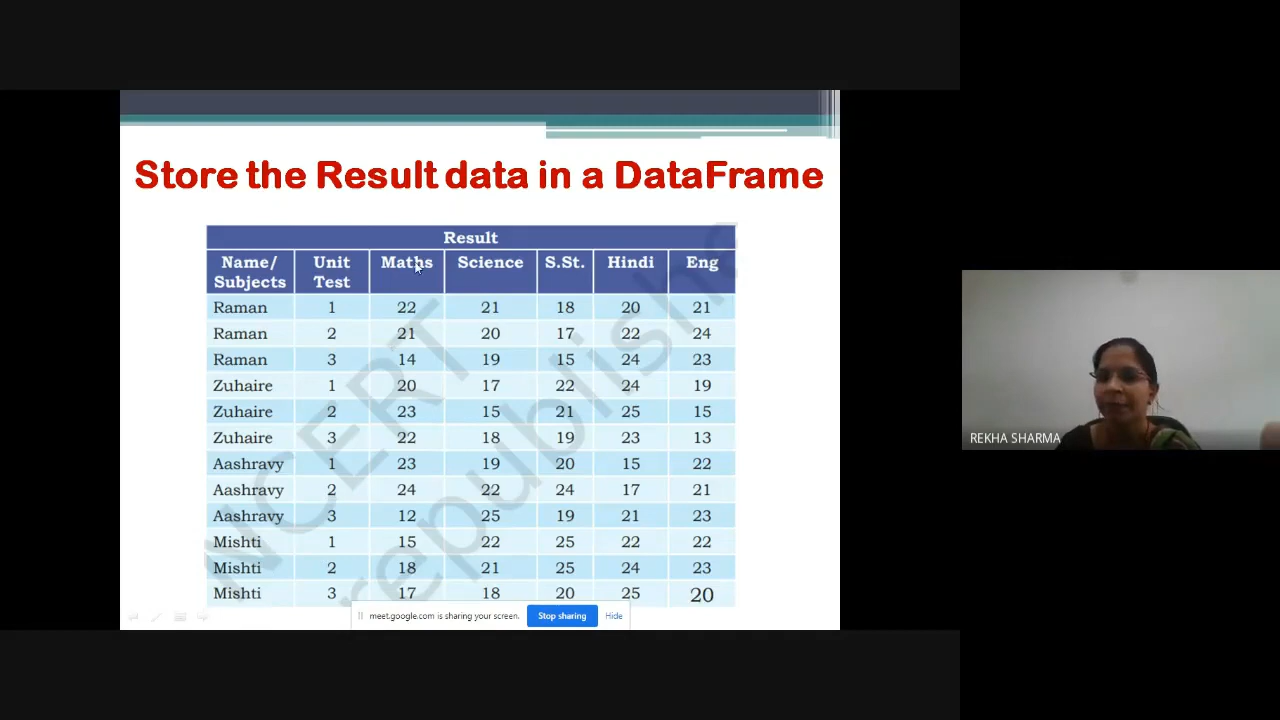 Store the Result data in a DataFrame
Result
Name/ Subjects Unit Test Maths Science S.St. Hindi Eng
Raman 1 22 21 18 20 21
Raman 2 21 20 17 22 24
Raman 3 14 19 15 24 23
Zuhaire 1 20 17 22 24 19
Zuhaire 2 23 15 21 25 15
Zuhaire 3 22 18 19 23 13
Aashravy 1 23 19 20 15 22
Aashravy 2 24 22 24 17 21
Aashravy 3 12 25 19 21 23
Mishti 1 15 22 25 22 22
Mishti 2 18 21 25 24 23
Mishti 3 17 18 20 25 20
NCERT
republishe
meet.google.com is sharing your screen. Stop sharing Hide
REKHA SHARMA